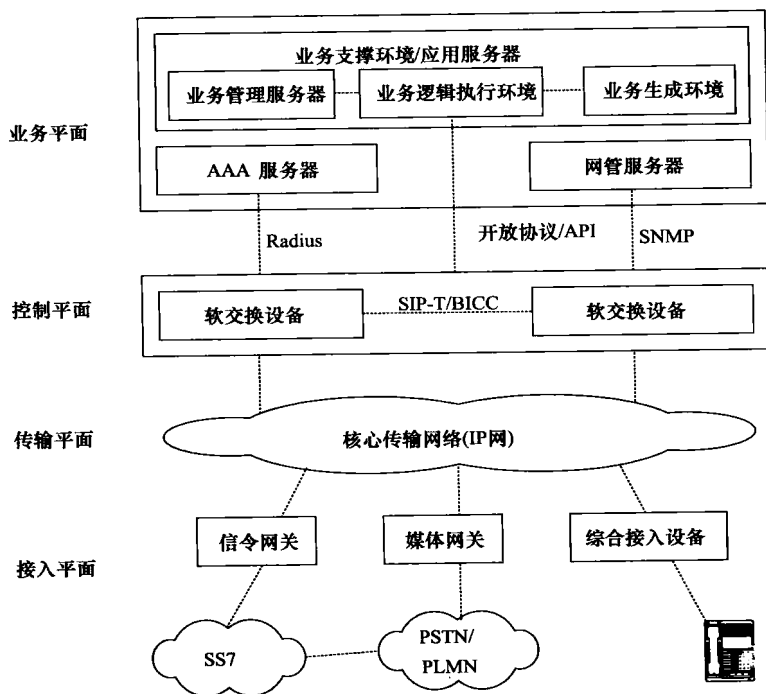 业务支撑环境/应用服务器
业务管理服务器
业务逻辑执行环境
业务生成环境
业务平面
AAA 服务器
网管服务器
Radius
开放协议/API
SNMP
控制平面
软交换设备
SIP-T/BICC
软交换设备
传输平面
核心传输网络(IP网)
信令网关
媒体网关
综合接入设备
接入平面
SS7
PSTN/
PLMN